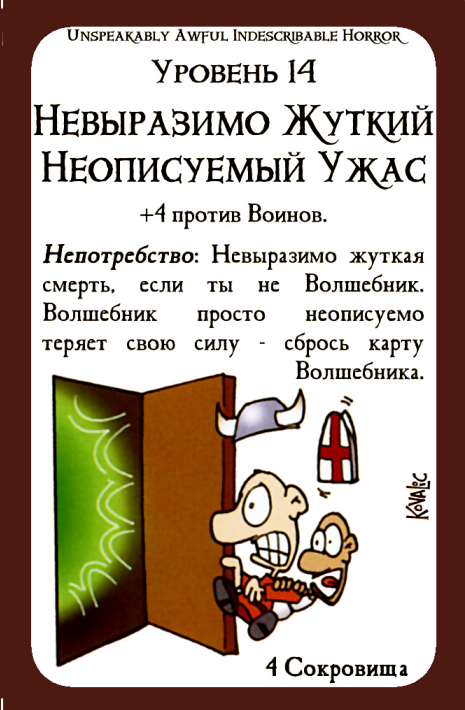 Unspeakably Awful Indescribable Horror
Уровень 14
Невыразимо Жуткий
Неописуемый Ужас
+4 против Воинов.
Непотребство: Невыразимо жуткая
смерть, если ты не Волшебник.
Волшебник просто неописуемо
теряет свою силу - сбрось карту
Волшебника.
Kovalic
4 Сокровища